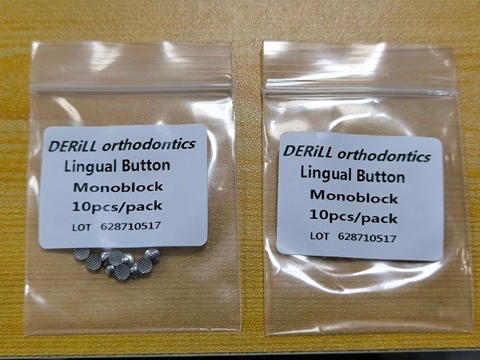 DERiLL orthodontics
Lingual Button
Monoblock
10pcs/pack
LOT 628710517
DERiLL orthodontics
Lingual Button
Monoblock
10pcs/pack
LOT 628710517